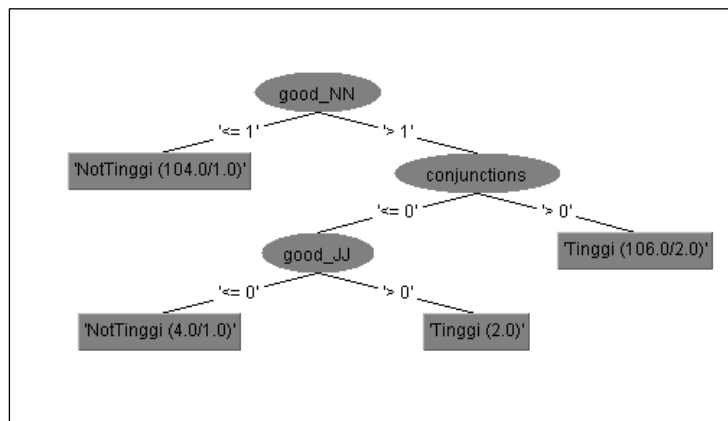 good_NN
'<= 1'
'> 1'
'NotTinggi (104.0/1.0)'
conjunctions
'<= 0'
'> 0'
good_JJ
'Tinggi (106.0/2.0)'
'<= 0'
'> 0'
'NotTinggi (4.0/1.0)'
'Tinggi (2.0)'